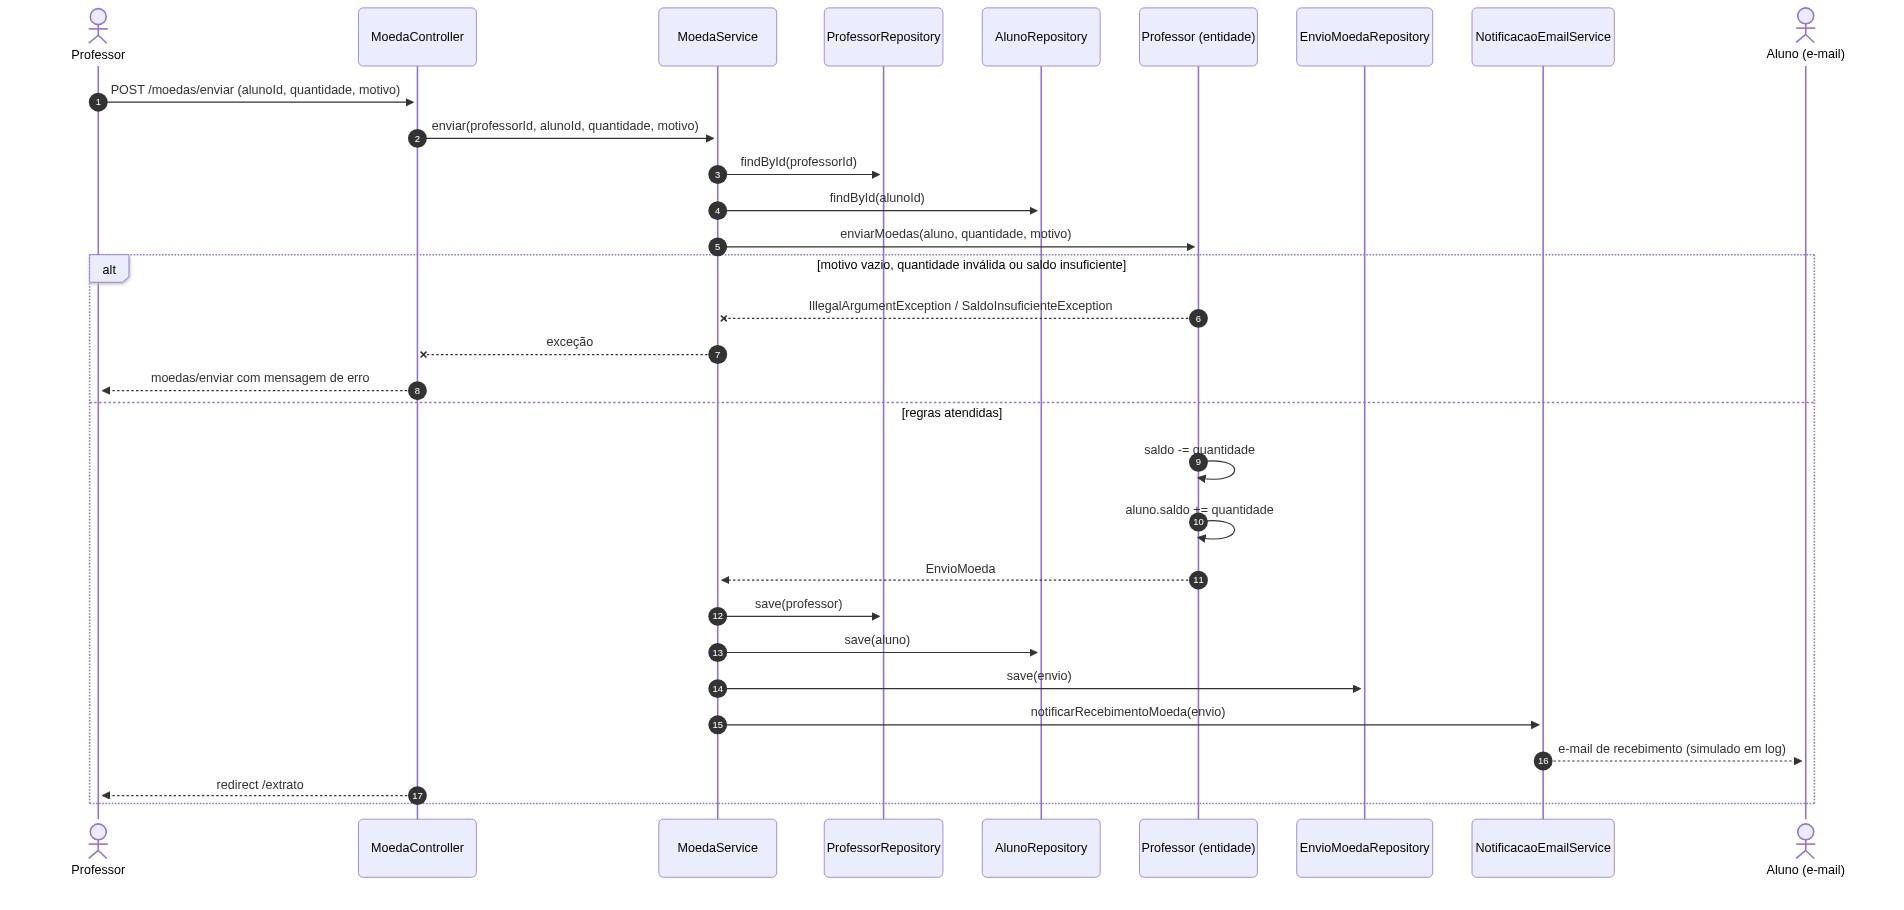 Professor
MoedaController
MoedaService
ProfessorRepository
AlunoRepository
Professor (entidade)
EnvioMoedaRepository
NotificacaoEmailService
Aluno (e-mail)
1
POST /moedas/enviar (alunoId, quantidade, motivo)
2
enviar(professorId, alunoId, quantidade, motivo)
3
findById(professorId)
4
findById(alunoId)
5
enviarMoedas(aluno, quantidade, motivo)
alt
[motivo vazio, quantidade inválida ou saldo insuficiente]
IllegalArgumentException / SaldoInsuficienteException
6
exceção
7
moedas/enviar com mensagem de erro
8
[regras atendidas]
saldo -= quantidade
9
aluno.saldo += quantidade
10
EnvioMoeda
11
12
save(professor)
13
save(aluno)
14
save(envio)
15
notificarRecebimentoMoeda(envio)
16
e-mail de recebimento (simulado em log)
redirect /extrato
17
Professor
MoedaController
MoedaService
ProfessorRepository
AlunoRepository
Professor (entidade)
EnvioMoedaRepository
NotificacaoEmailService
Aluno (e-mail)